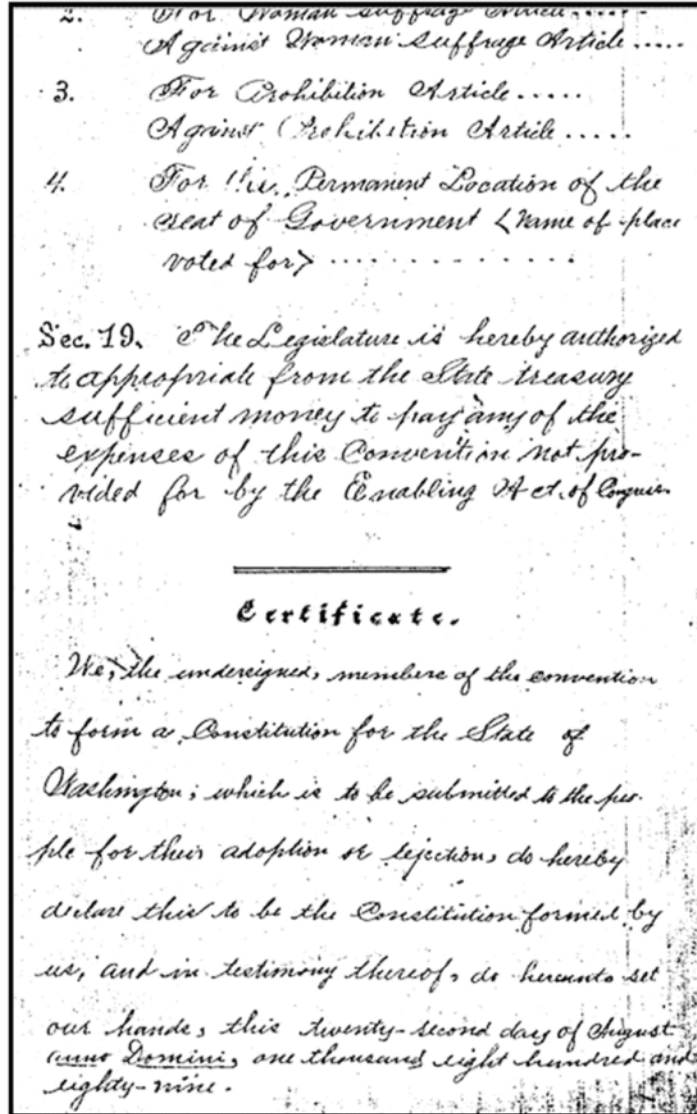 2. For Woman Suffrage Article.....
Against Woman Suffrage Article.....
3. For Prohibition Article.....
Against Prohibition Article.....
4. For the Permanent Location of the
seat of Government (Name of place
voted for)..............
Sec. 19. The Legislature is hereby authorized
to appropriate from the State treasury
sufficient money to pay any of the
expenses of this Convention not pro-
vided for by the Enabling Act of Congress.
Certificate.
We, the undersigned, members of the convention
to form a Constitution for the State of
Washington; which is to be submitted to the peo-
ple for their adoption or rejection, do hereby
declare this to be the Constitution formed by
us, and in testimony thereof, do hereunto set
our hands, this twenty-second day of August
anno Domini, one thousand eight hundred and
eighty-nine.